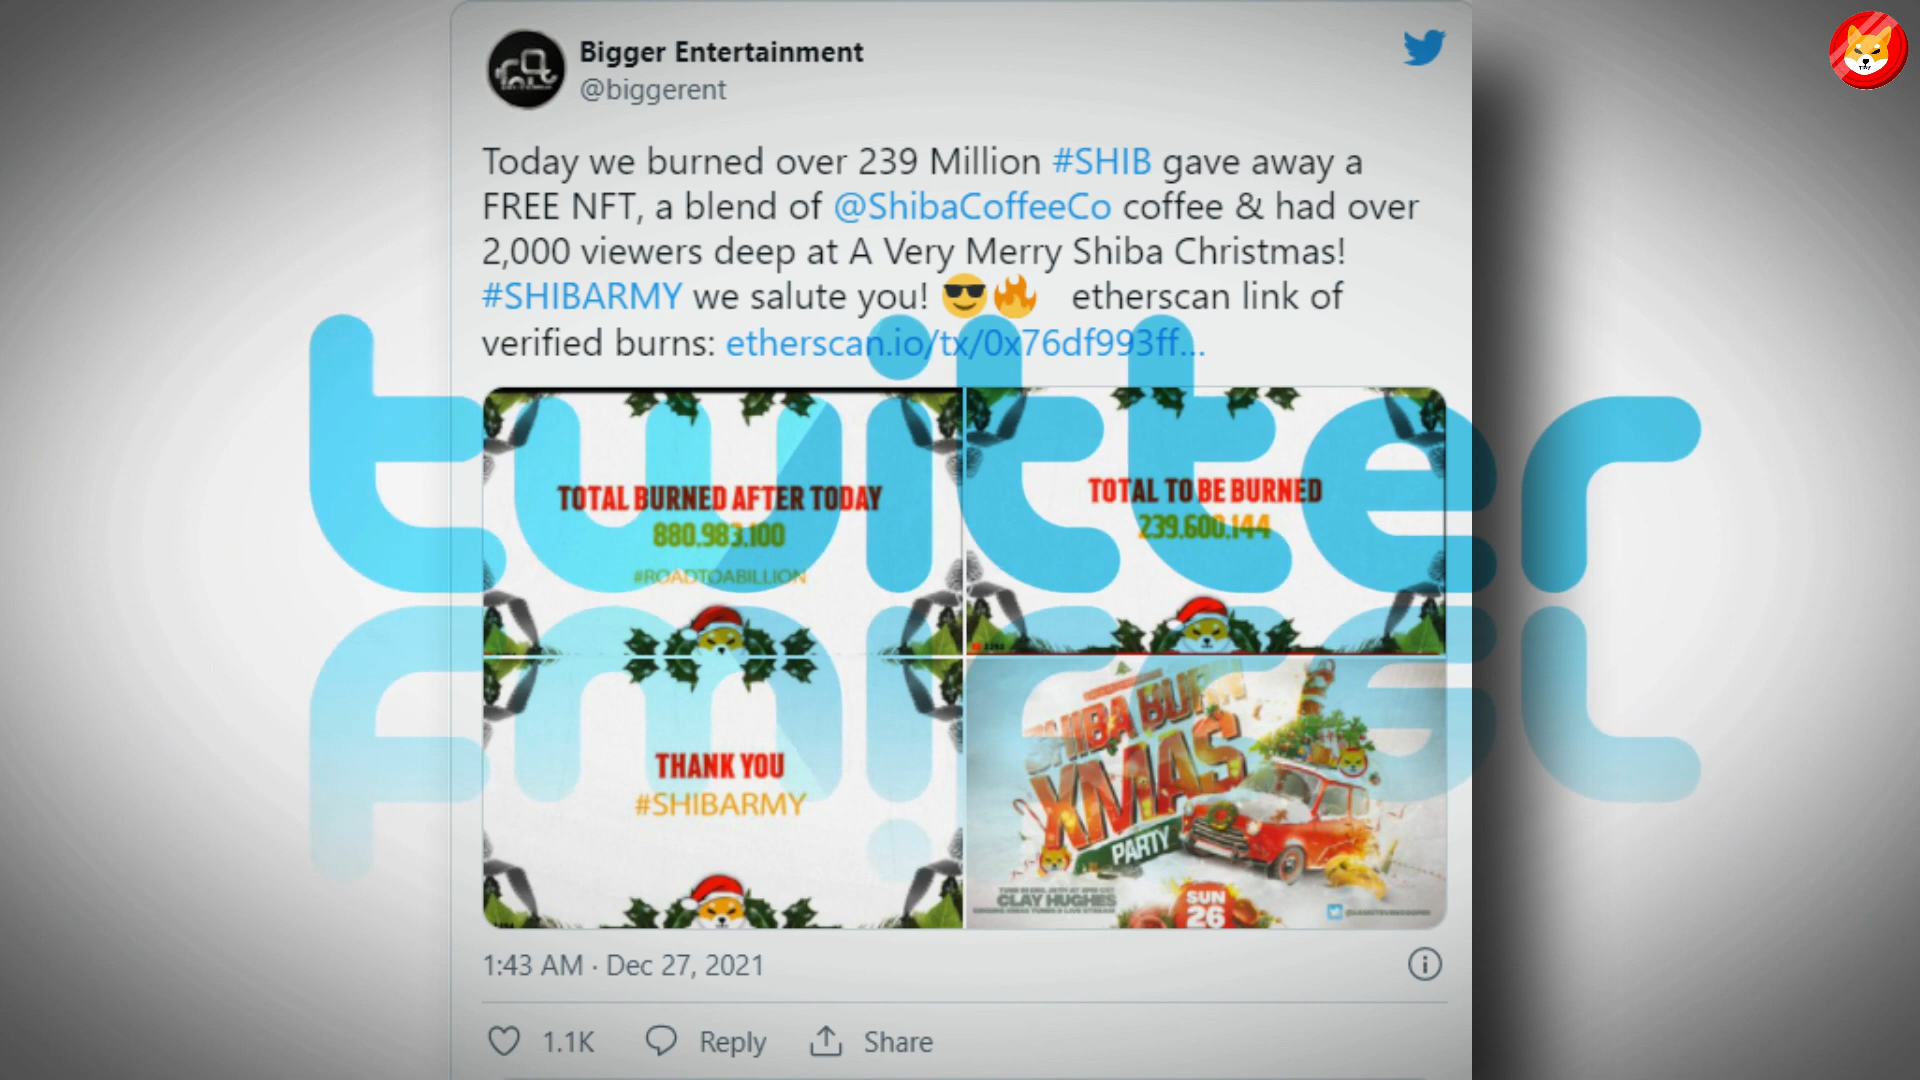 Bigger Entertainment
@biggerent
Today we burned over 239 Million #SHIB gave away a
FREE NFT, a blend of @ShibaCoffeeCo coffee & had over
2,000 viewers deep at A Very Merry Shiba Christmas!
#SHIBARMY we salute you! 😎🔥 etherscan link of
verified burns: etherscan.io/tx/0x76df993ff...
twitter
TOTAL BURNED AFTER TODAY
880.983.100
#ROADTOABILLION
TOTAL TO BE BURNED
239.600.144
THANK YOU
#SHIBARMY
SHIBA BURN
XMAS
PARTY
CLAY HUGHES
SUN
26
1:43 AM · Dec 27, 2021
1.1K
Reply
Share